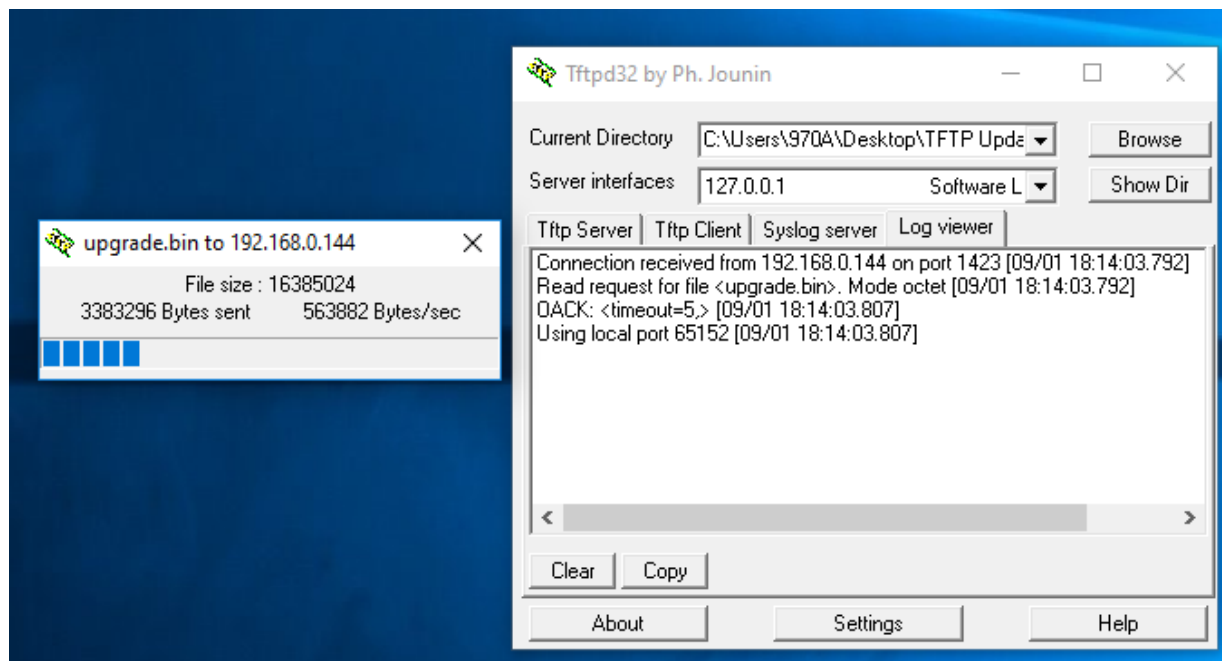 upgrade.bin to 192.168.0.144
File size : 16385024
3383296 Bytes sent 563882 Bytes/sec
Tftpd32 by Ph. Jounin
Current Directory C:\Users\970A\Desktop\TFTP Upda Browse
Server interfaces 127.0.0.1 Software L Show Dir
Tftp Server Tftp Client Syslog server Log viewer
Connection received from 192.168.0.144 on port 1423 [09/01 18:14:03.792]
Read request for file <upgrade.bin>. Mode octet [09/01 18:14:03.792]
OACK: <timeout=5,> [09/01 18:14:03.807]
Using local port 65152 [09/01 18:14:03.807]
Clear Copy
About Settings Help